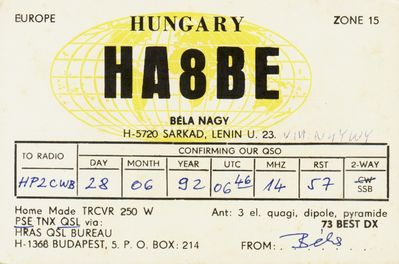 EUROPE HUNGARY ZONE 15
HA8BE
BÉLA NAGY
H-5720 SARKAD, LENIN U. 23.
CONFIRMING OUR QSO
TO RADIO DAY MONTH YEAR UTC MHZ RST 2-WAY
HP2CWB 28 06 92 0646 14 57 CW
SSB
Home Made TRCVR 250 W Ant: 3 el. quagi, dipole, pyramide
PSE TNX QSL via: 73 BEST DX
HRAS QSL BUREAU
H-1368 BUDAPEST, 5. P. O. BOX: 214 FROM: Béla